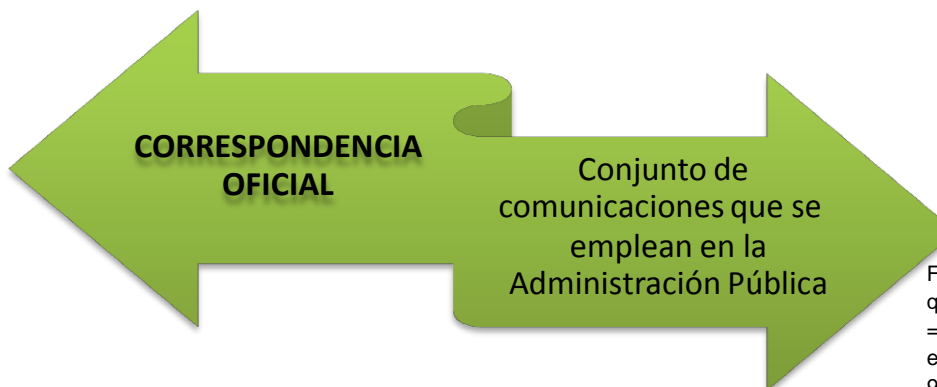 CORRESPONDENCIA
OFICIAL
Conjunto de
comunicaciones que se
emplean en la
Administración Pública
F
q
=
e